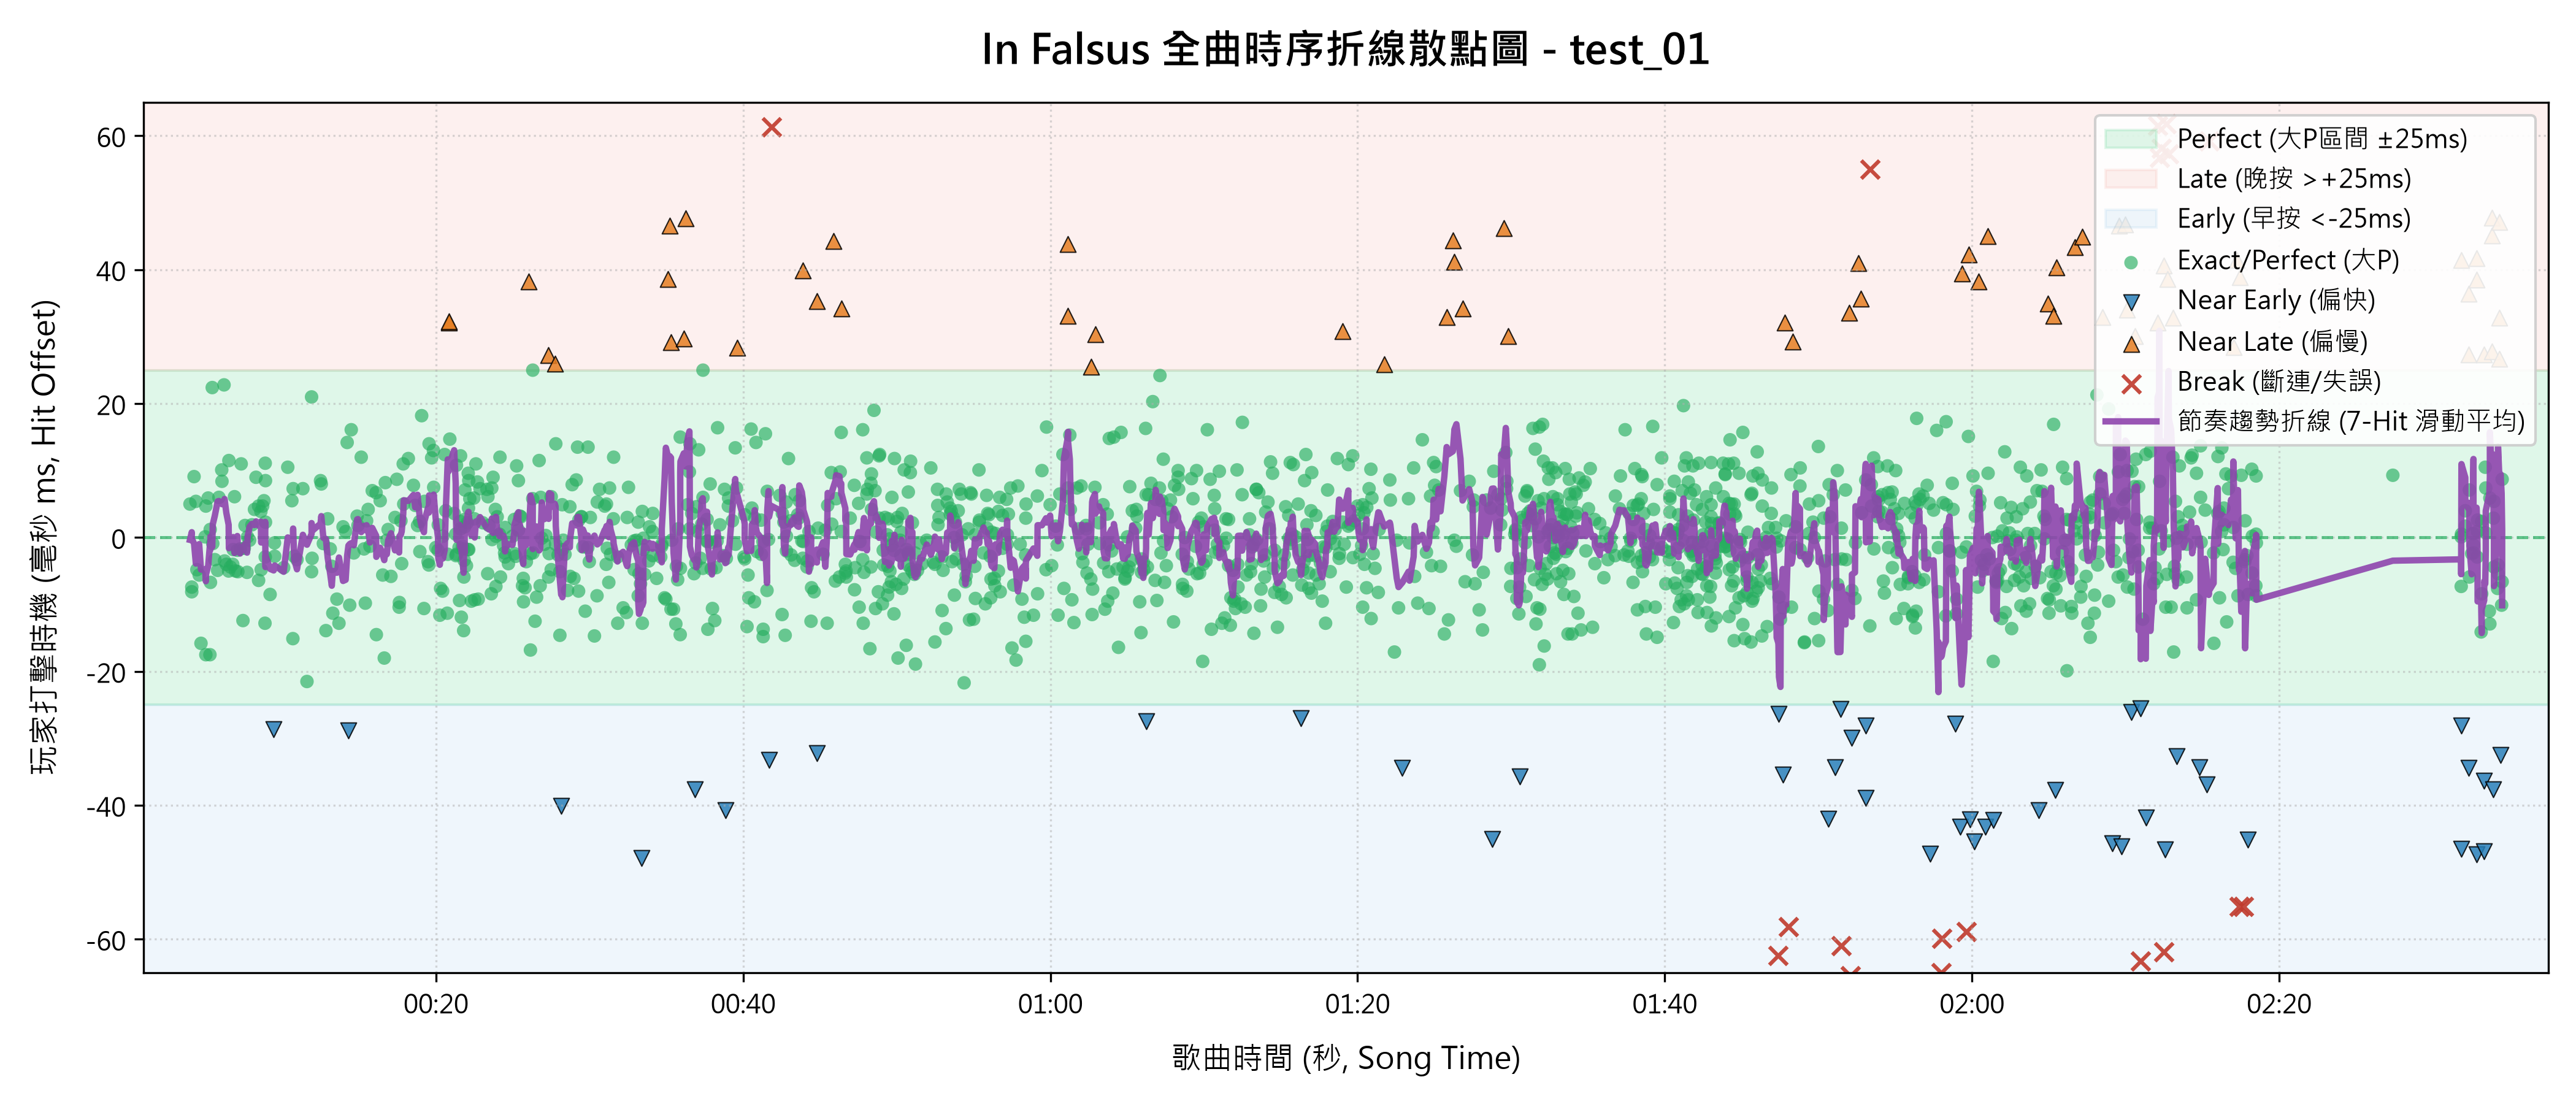 In Falsus 全曲時序折線散點圖 - test_01
玩家打擊時機 (毫秒 ms, Hit Offset)
60
40
20
0
-20
-40
-60
Perfect (大P區間 ±25ms)
Late (晚按 >+25ms)
Early (早按 <-25ms)
Exact/Perfect (大P)
Near Early (偏快)
Near Late (偏慢)
Break (斷連/失誤)
節奏趨勢折線 (7-Hit 滑動平均)
00:20
00:40
01:00
01:20
01:40
02:00
02:20
歌曲時間 (秒, Song Time)